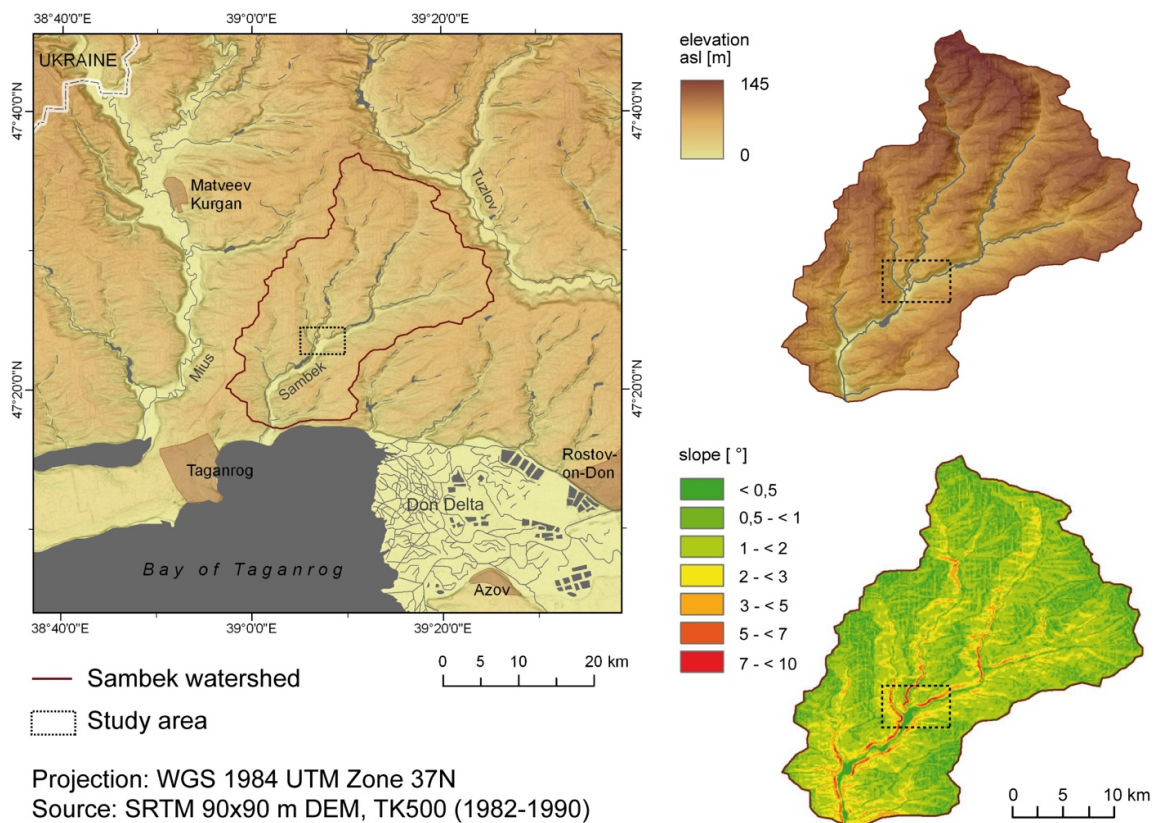 38°40'0"E
39°0'0"E
39°20'0"E
UKRAINE
47°40'0"N
47°40'0"N
Matveev
Kurgan
Tuzlov
Mius
Sambek
47°20'0"N
47°20'0"N
Taganrog
Rostov-
on-Don
Don Delta
Bay of Taganrog
Azov
38°40'0"E
39°0'0"E
39°20'0"E
Sambek watershed
Study area
0 5 10 20 km
Projection: WGS 1984 UTM Zone 37N
Source: SRTM 90x90 m DEM, TK500 (1982-1990)
elevation
asl [m]
145
0
slope [ °]
< 0,5
0,5 - < 1
1 - < 2
2 - < 3
3 - < 5
5 - < 7
7 - < 10
0 5 10 km